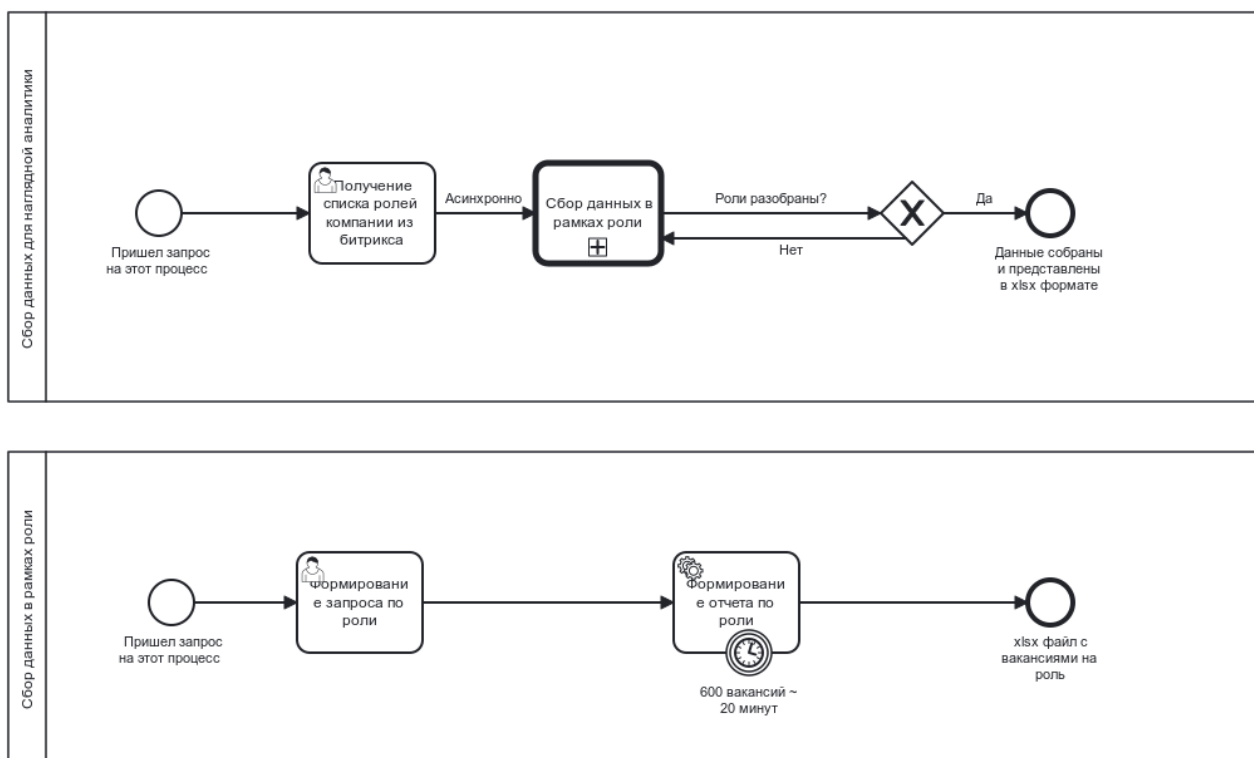 Сбор данных для наглядной аналитики
Пришел запрос
на этот процесс
Получение
списка ролей
компании из
битрикса
Асинхронно
Сбор данных в
рамках роли
Роли разобраны?
Нет
Да
Данные собраны
и представлены
в xlsx формате
Сбор данных в рамках роли
Пришел запрос
на этот процесс
Формировани
е запроса по
роли
Формировани
е отчета по
роли
600 вакансий ~
20 минут
xlsx файл с
вакансиями на
роль